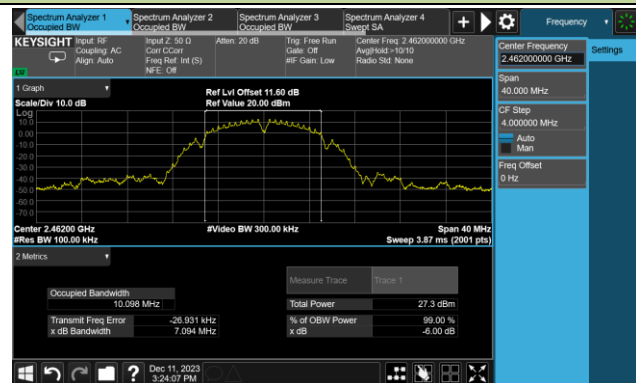 Spectrum Analyzer 1
Occupied BW
Spectrum Analyzer 2
Occupied BW
Spectrum Analyzer 3
Occupied BW
Spectrum Analyzer 4
Swept SA
Frequency
KEYSIGHT
Input: RF
Coupling: AC
Align: Auto
Input Z: 50 Ω
Corr CCorr
Freq Ref: Int (S)
NFE: Off
Atten: 20 dB
Trig: Free Run
Gate: Off
#IF Gain: Low
Center Freq: 2.462000000 GHz
Avg|Hold:>10/10
Radio Std: None
Center Frequency
2.462000000 GHz
Settings
Span
40.000 MHz
CF Step
4.000000 MHz
Auto
Man
Freq Offset
0 Hz
1 Graph
Scale/Div 10.0 dB
Ref Lvl Offset 11.60 dB
Ref Value 20.00 dBm
Log
10.0
0.00
-10.0
-20.0
-30.0
-40.0
-50.0
-60.0
-70.0
Center 2.46200 GHz
#Res BW 100.00 kHz
#Video BW 300.00 kHz
Span 40 MHz
Sweep 3.87 ms (2001 pts)
2 Metrics
Measure Trace
Trace 1
Occupied Bandwidth
10.098 MHz
Total Power
27.3 dBm
Transmit Freq Error
-26.931 kHz
% of OBW Power
99.00 %
x dB Bandwidth
7.094 MHz
x dB
-6.00 dB
Dec 11, 2023
3:24:07 PM